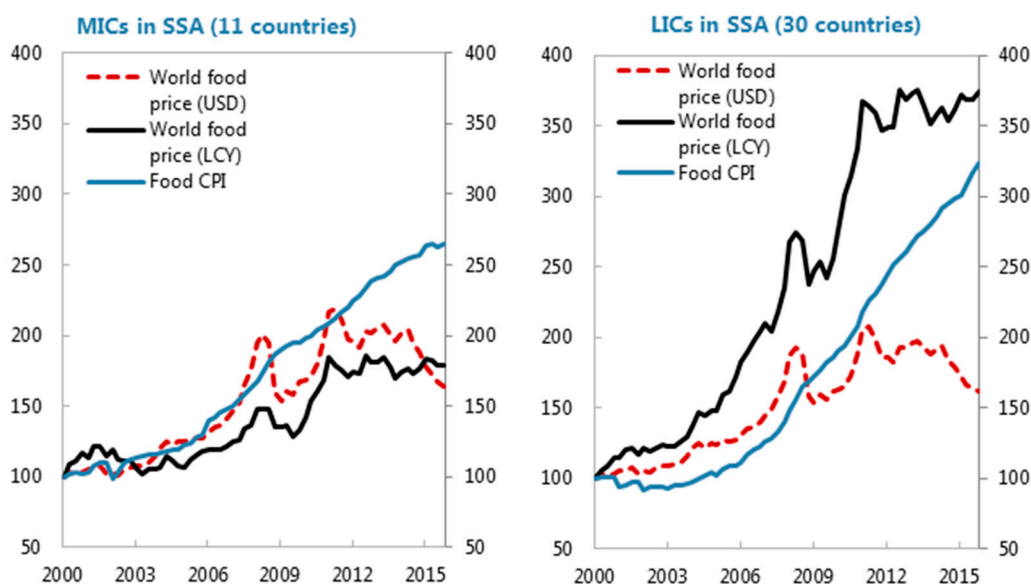 MICs in SSA (11 countries)
400
350
300
250
200
150
100
50
400
350
300
250
200
150
100
50
World food
price (USD)
World food
price (LCY)
Food CPI
2000 2003 2006 2009 2012 2015
LICs in SSA (30 countries)
400
350
300
250
200
150
100
50
400
350
300
250
200
150
100
50
World food
price (USD)
World food
price (LCY)
Food CPI
2000 2003 2006 2009 2012 2015